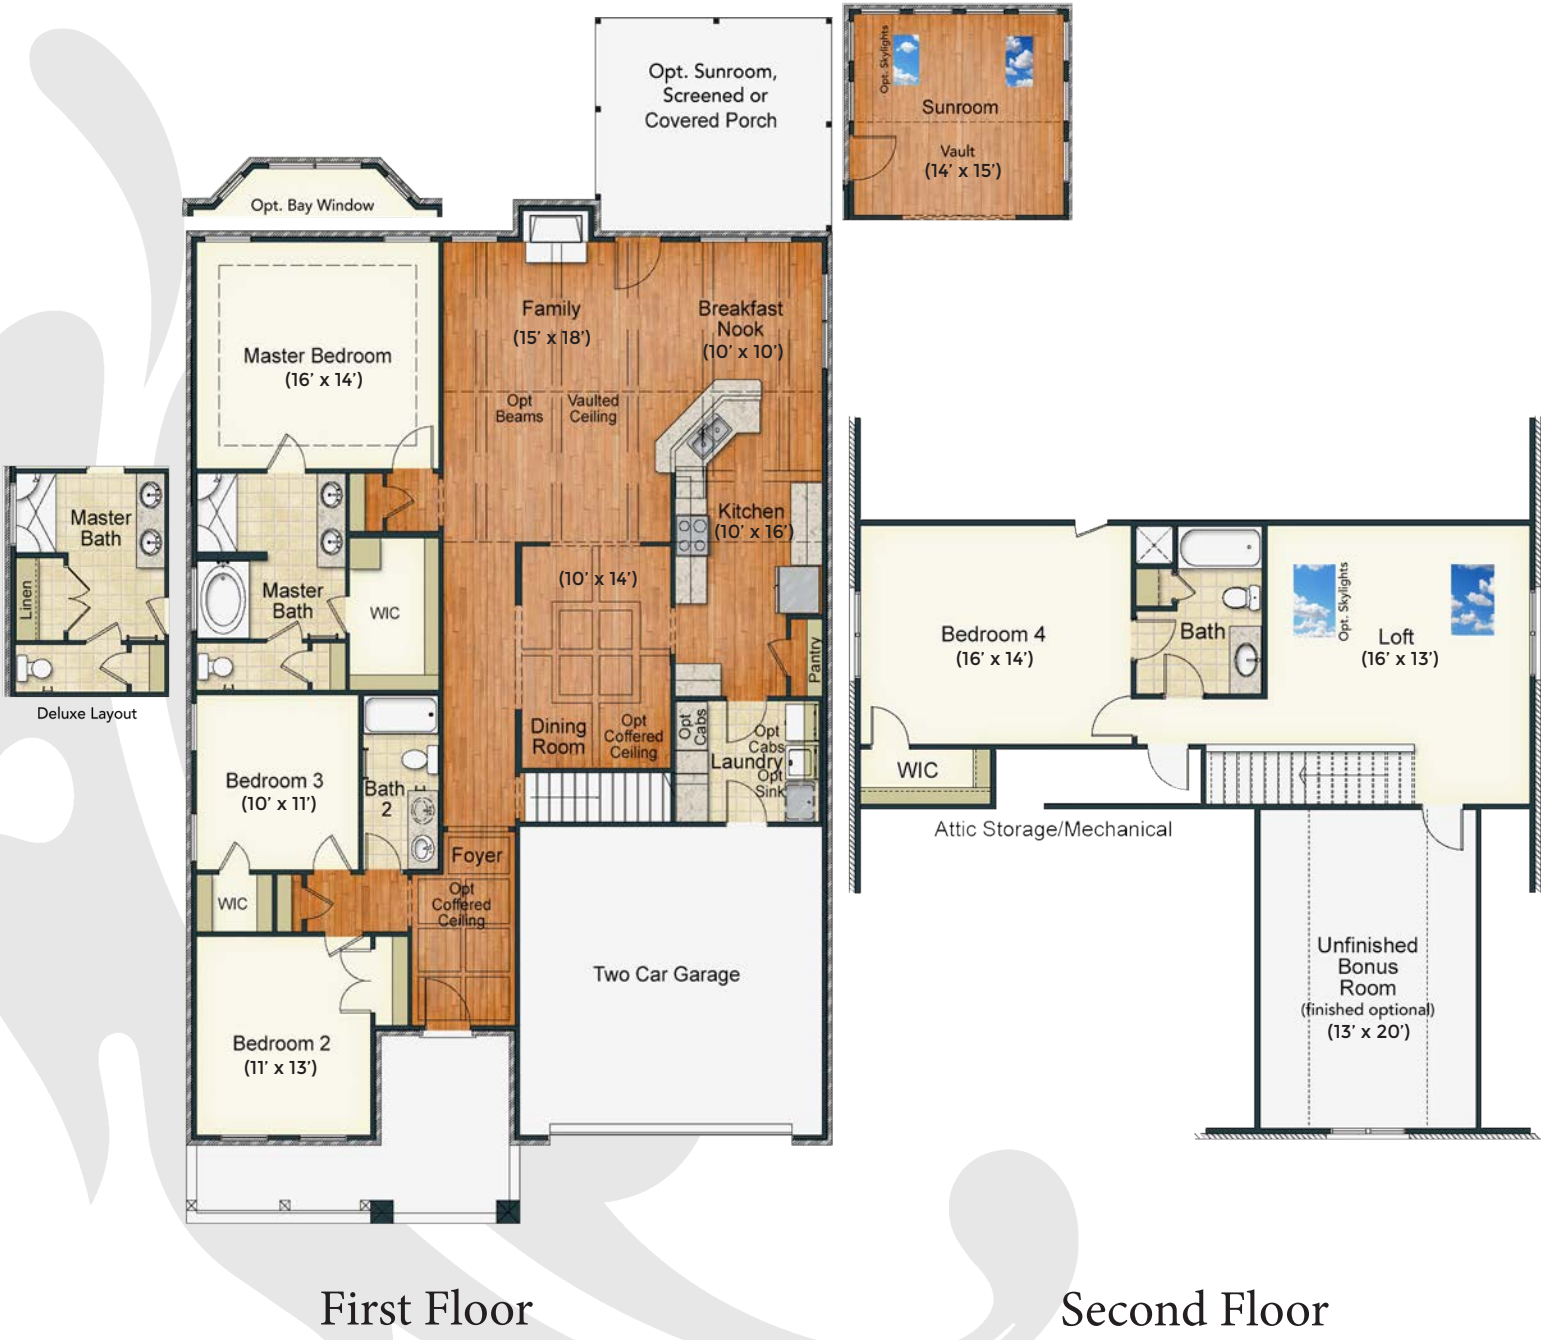 Opt. Sunroom,
Screened or
Covered Porch
Opt. Skylights
Sunroom
Vault
(14’ x 15’)
Opt. Bay Window
Master Bedroom
(16’ x 14’)
Family
(15’ x 18’)
Breakfast
Nook
(10’ x 10’)
Opt
Beams
Vaulted
Ceiling
Master
Bath
Linen
Deluxe Layout
Master
Bath
WIC
Kitchen
(10’ x 16’)
(10’ x 14’)
Dining
Room
Opt
Coffered
Ceiling
Pantry
Opt
Cabs
Opt
Cabs
Laundry
Opt
Sink
Bedroom 3
(10’ x 11’)
Bath
2
Foyer
Opt
Coffered
Ceiling
WIC
Bedroom 2
(11’ x 13’)
Two Car Garage
Bedroom 4
(16’ x 14’)
Bath
Opt. Skylights
Loft
(16’ x 13’)
WIC
Attic Storage/Mechanical
Unfinished
Bonus
Room
(finished optional)
(13’ x 20’)
First Floor
Second Floor